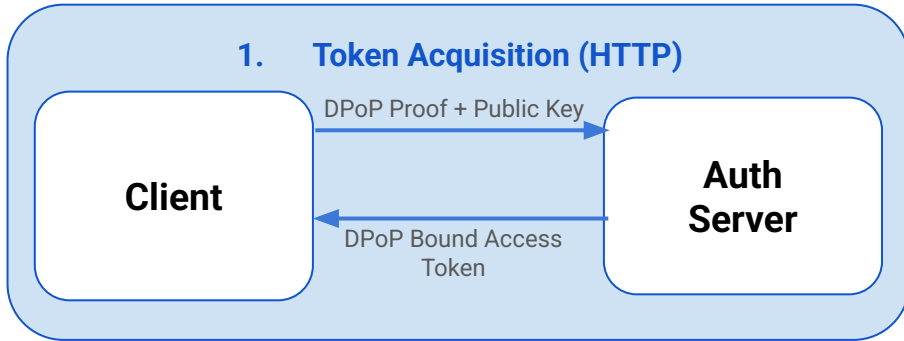 1. Token Acquisition (HTTP)
DPoP Proof + Public Key
Client
Auth
Server
DPoP Bound Access
Token